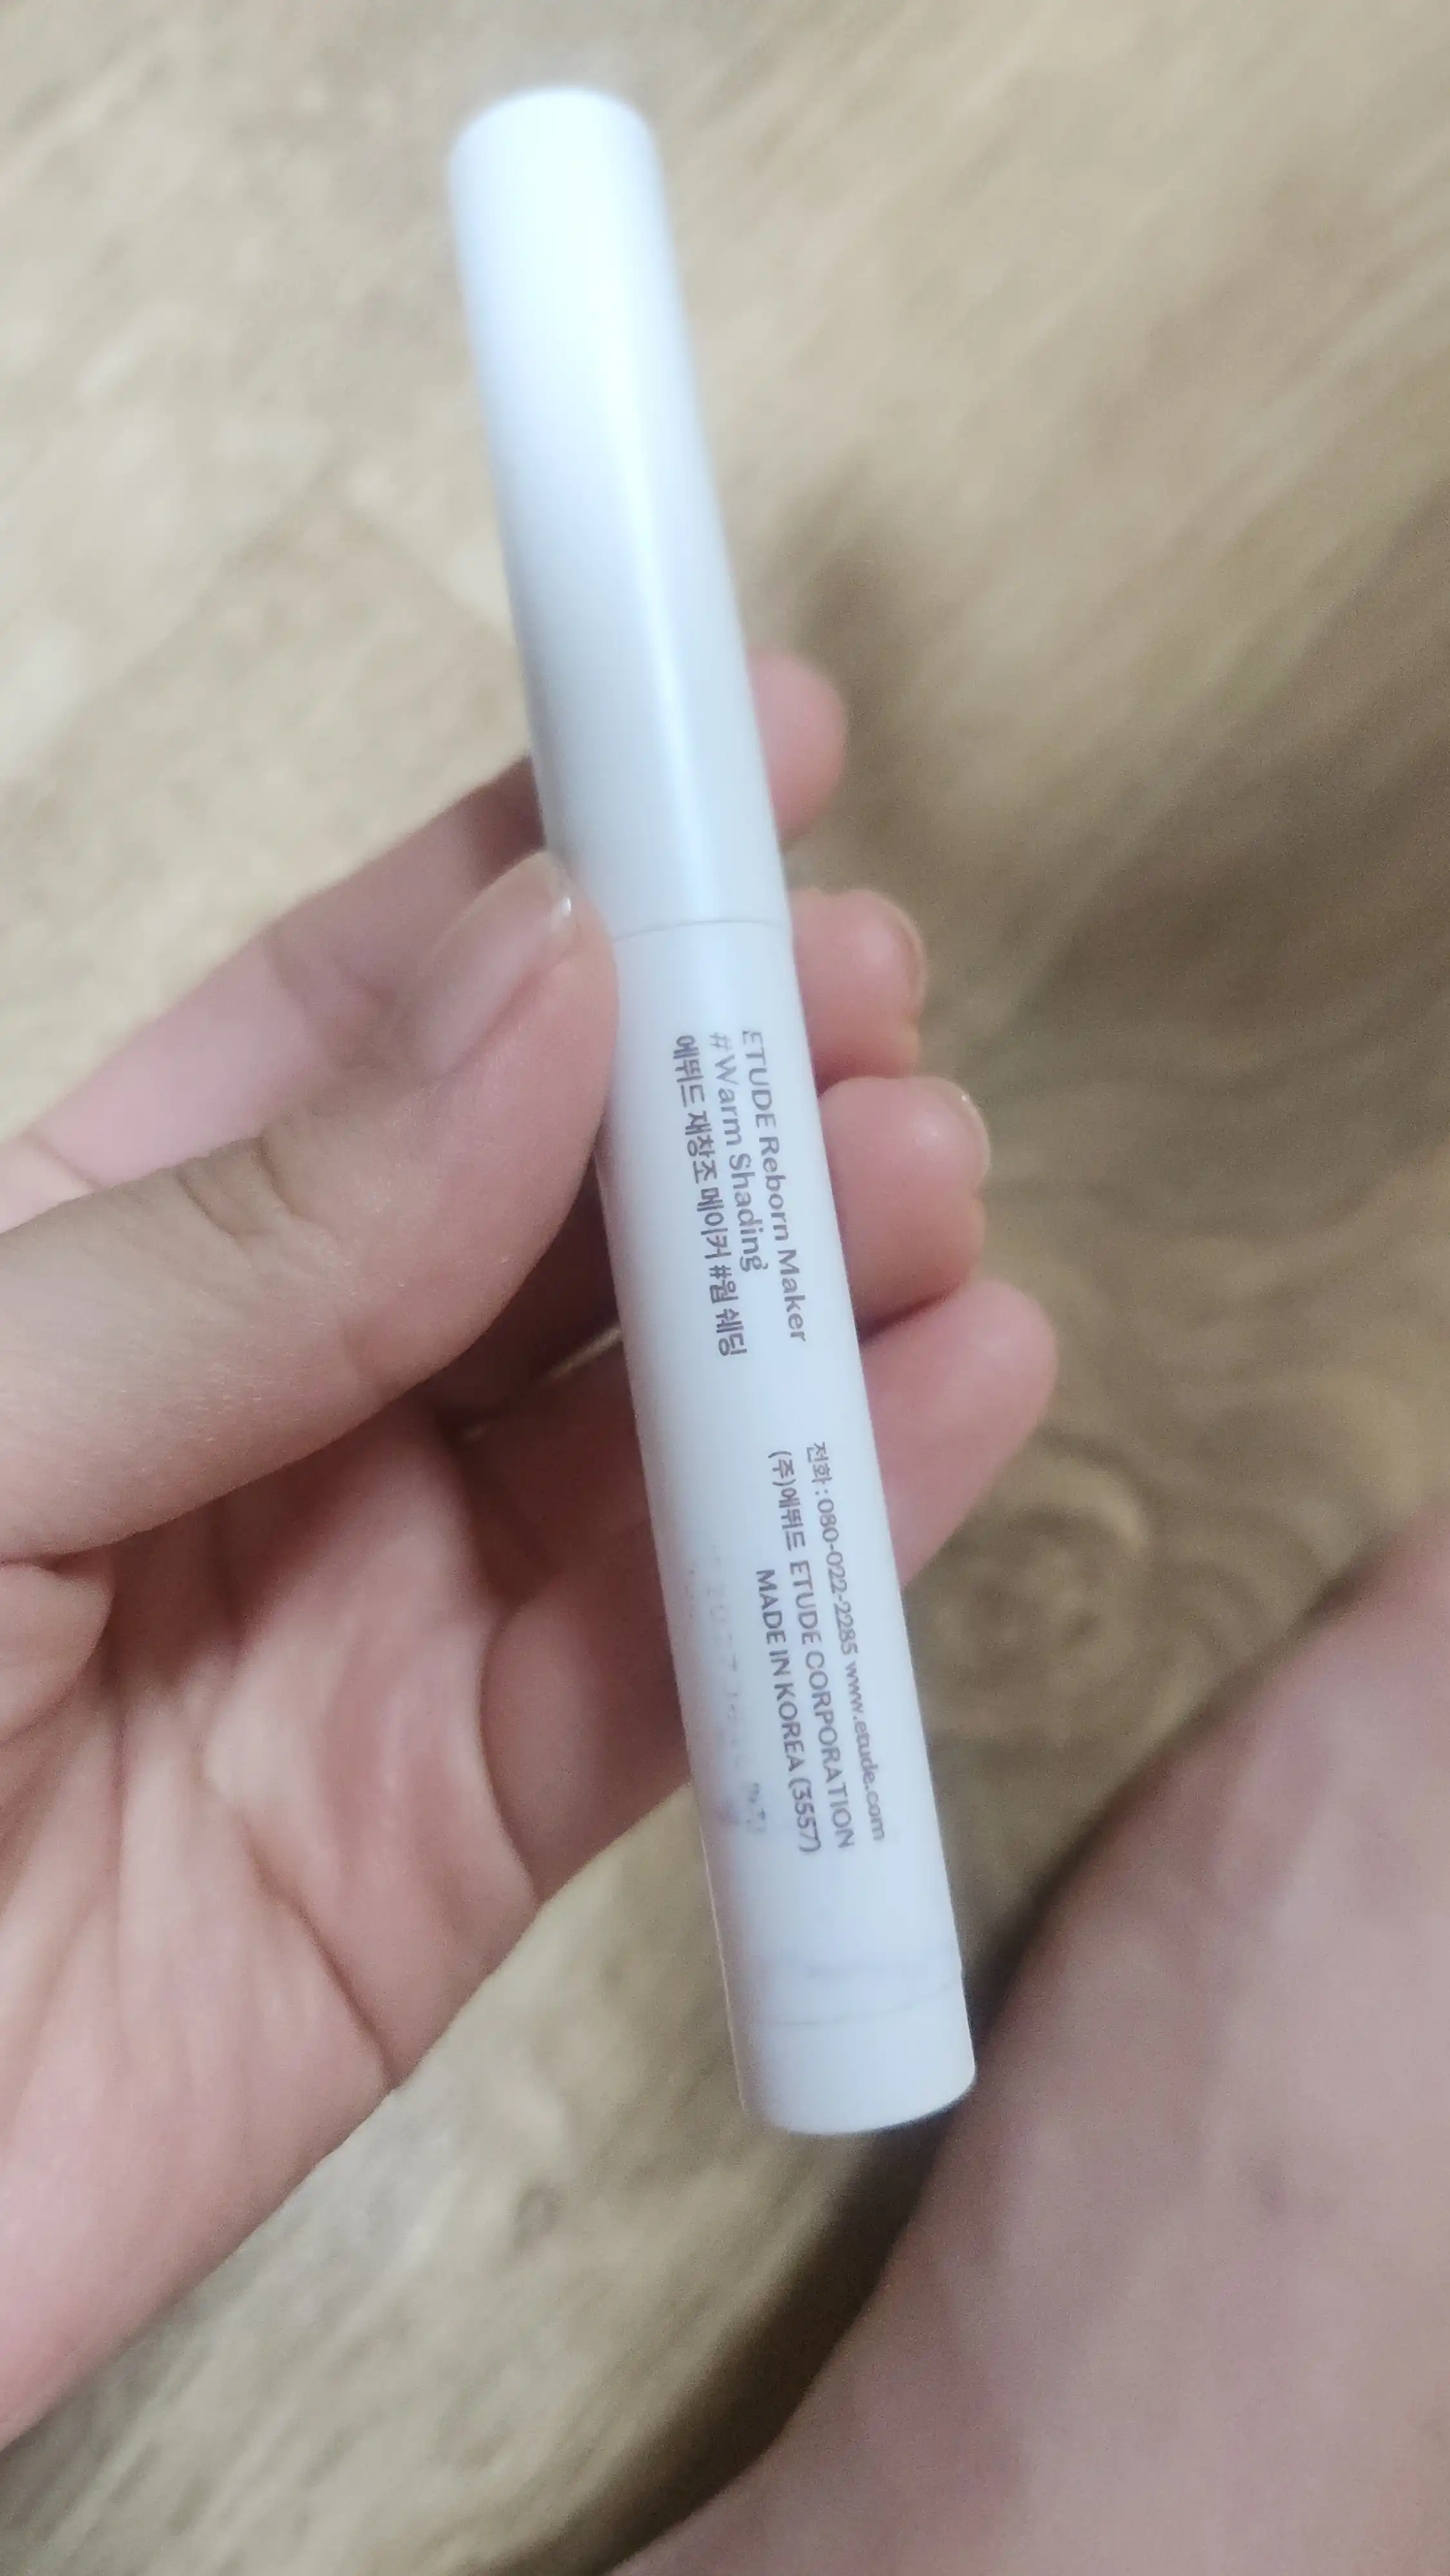 ETUDE Reborn Maker
#Warm Shading
에뛰드 재창조 메이커 #웜 쉐딩
전화 : 080-022-2285 www.etude.com
(주)에뛰드 ETUDE CORPORATION
MADE IN KOREA (3557)